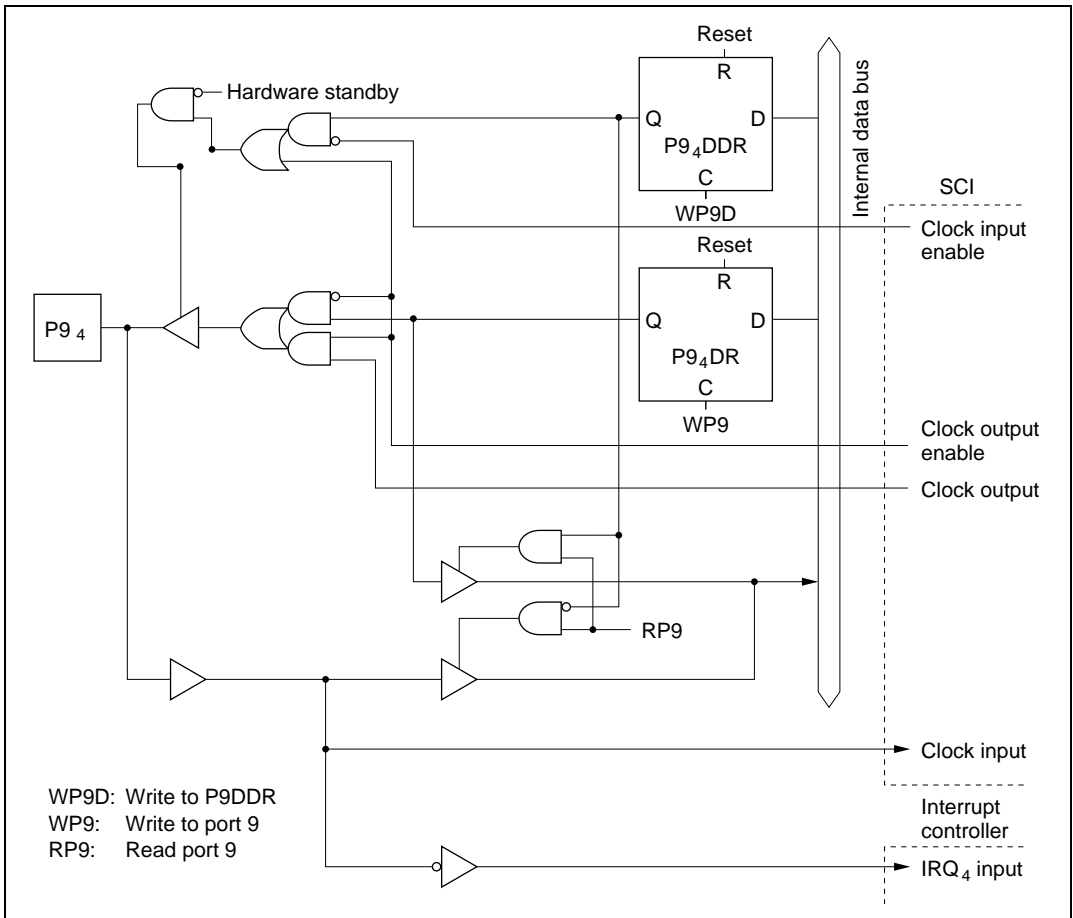 Reset
R
Hardware standby
Q
D
P9₄DDR
C
WP9D
Internal data bus
SCI
Clock input
enable
Reset
R
P9₄
Q
D
P9₄DR
C
WP9
Clock output
enable
Clock output
RP9
Clock input
WP9D: Write to P9DDR
WP9: Write to port 9
RP9: Read port 9
Interrupt
controller
IRQ₄ input